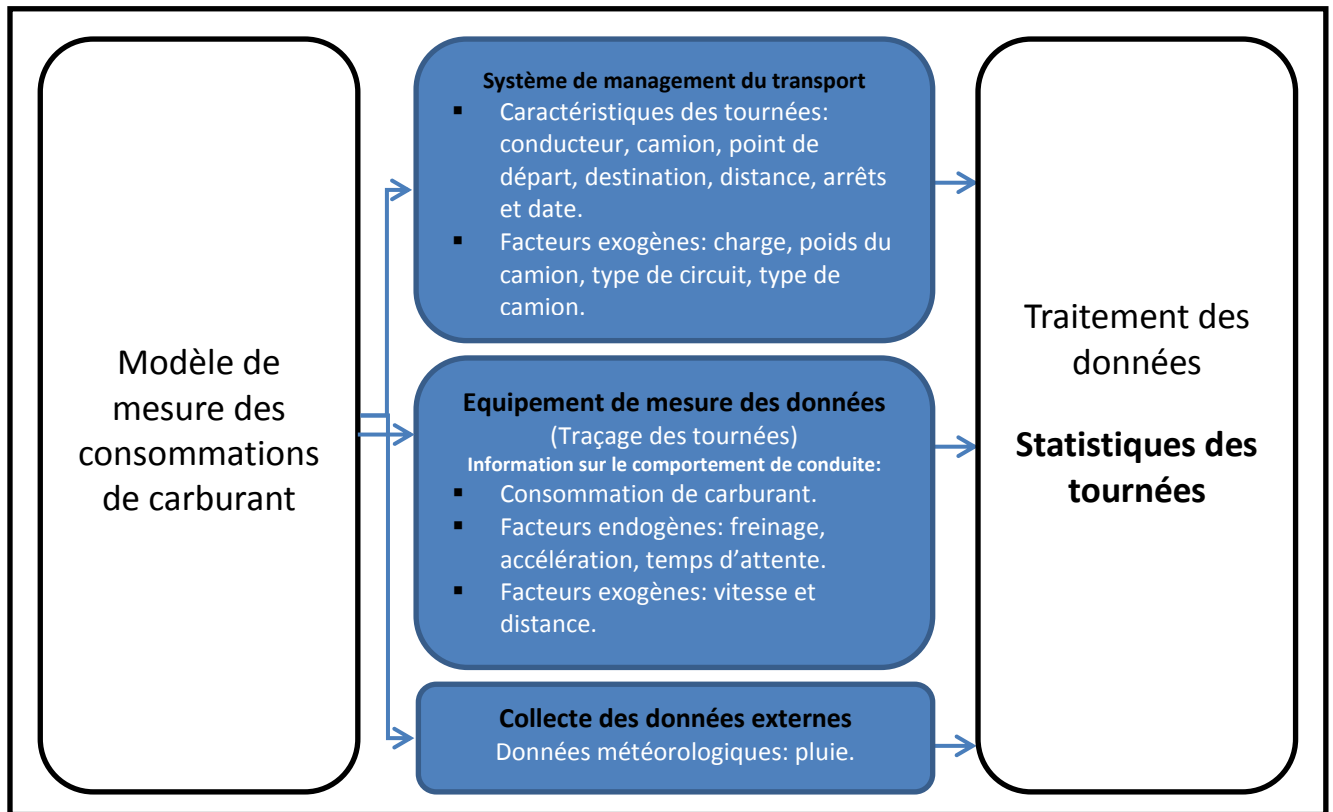 Modèle de
mesure des
consommations
de carburant
Système de management du transport
▪ Caractéristiques des tournées:
conducteur, camion, point de
départ, destination, distance, arrêts
et date.
▪ Facteurs exogènes: charge, poids du
camion, type de circuit, type de
camion.
Equipement de mesure des données
(Traçage des tournées)
Information sur le comportement de conduite:
▪ Consommation de carburant.
▪ Facteurs endogènes: freinage,
accélération, temps d’attente.
▪ Facteurs exogènes: vitesse et
distance.
Collecte des données externes
Données météorologiques: pluie.
Traitement des
données
Statistiques des
tournées